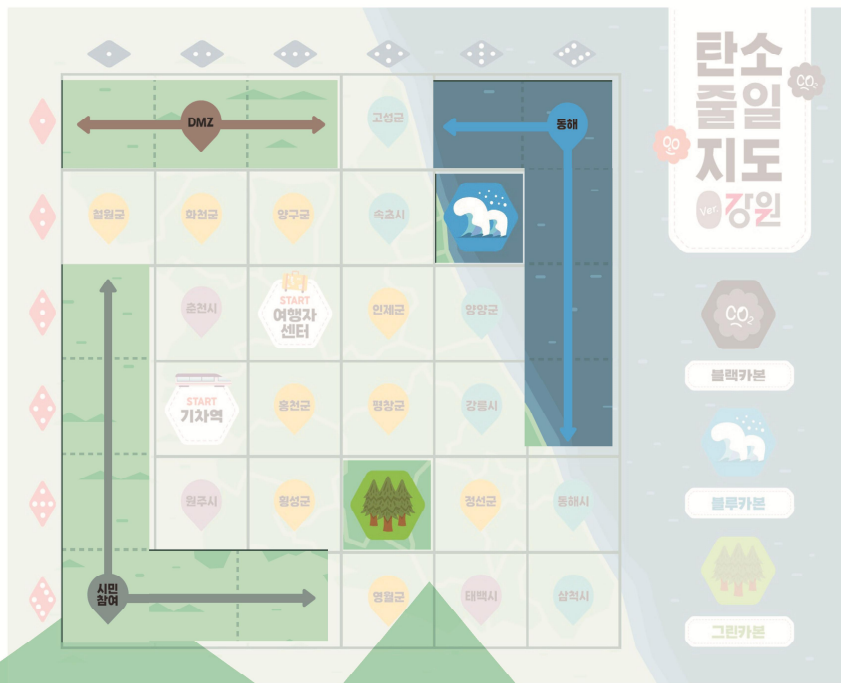 탄소
줄일
지도
Ver.강원
CO₂
DMZ
고성군
동해
철원군
화천군
양구군
속초시
춘천시
START
여행자
센터
인제군
양양군
START
기차역
홍천군
평창군
강릉시
원주시
횡성군
정선군
동해시
시민
참여
영월군
태백시
삼척시
CO₂
블랙카본
블루카본
그린카본